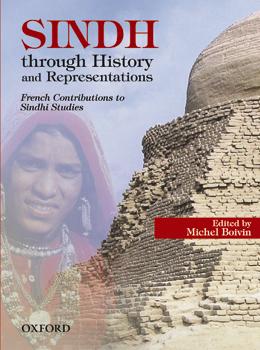 SINDH
through History
and Representations
French Contributions to
Sindhi Studies
Edited by
Michel Boivin
OXFORD